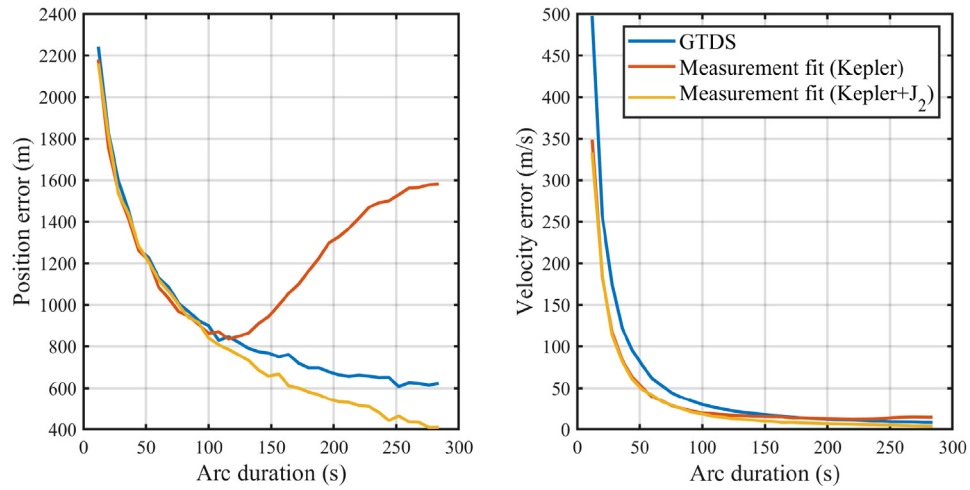 2400
2200
2000
1800
1600
1400
1200
1000
800
600
400
Position error (m)
0 50 100 150 200 250 300
Arc duration (s)
500
450
400
350
300
250
200
150
100
50
0
Velocity error (m/s)
0 50 100 150 200 250 300
Arc duration (s)
GTDS
Measurement fit (Kepler)
Measurement fit (Kepler+J2)